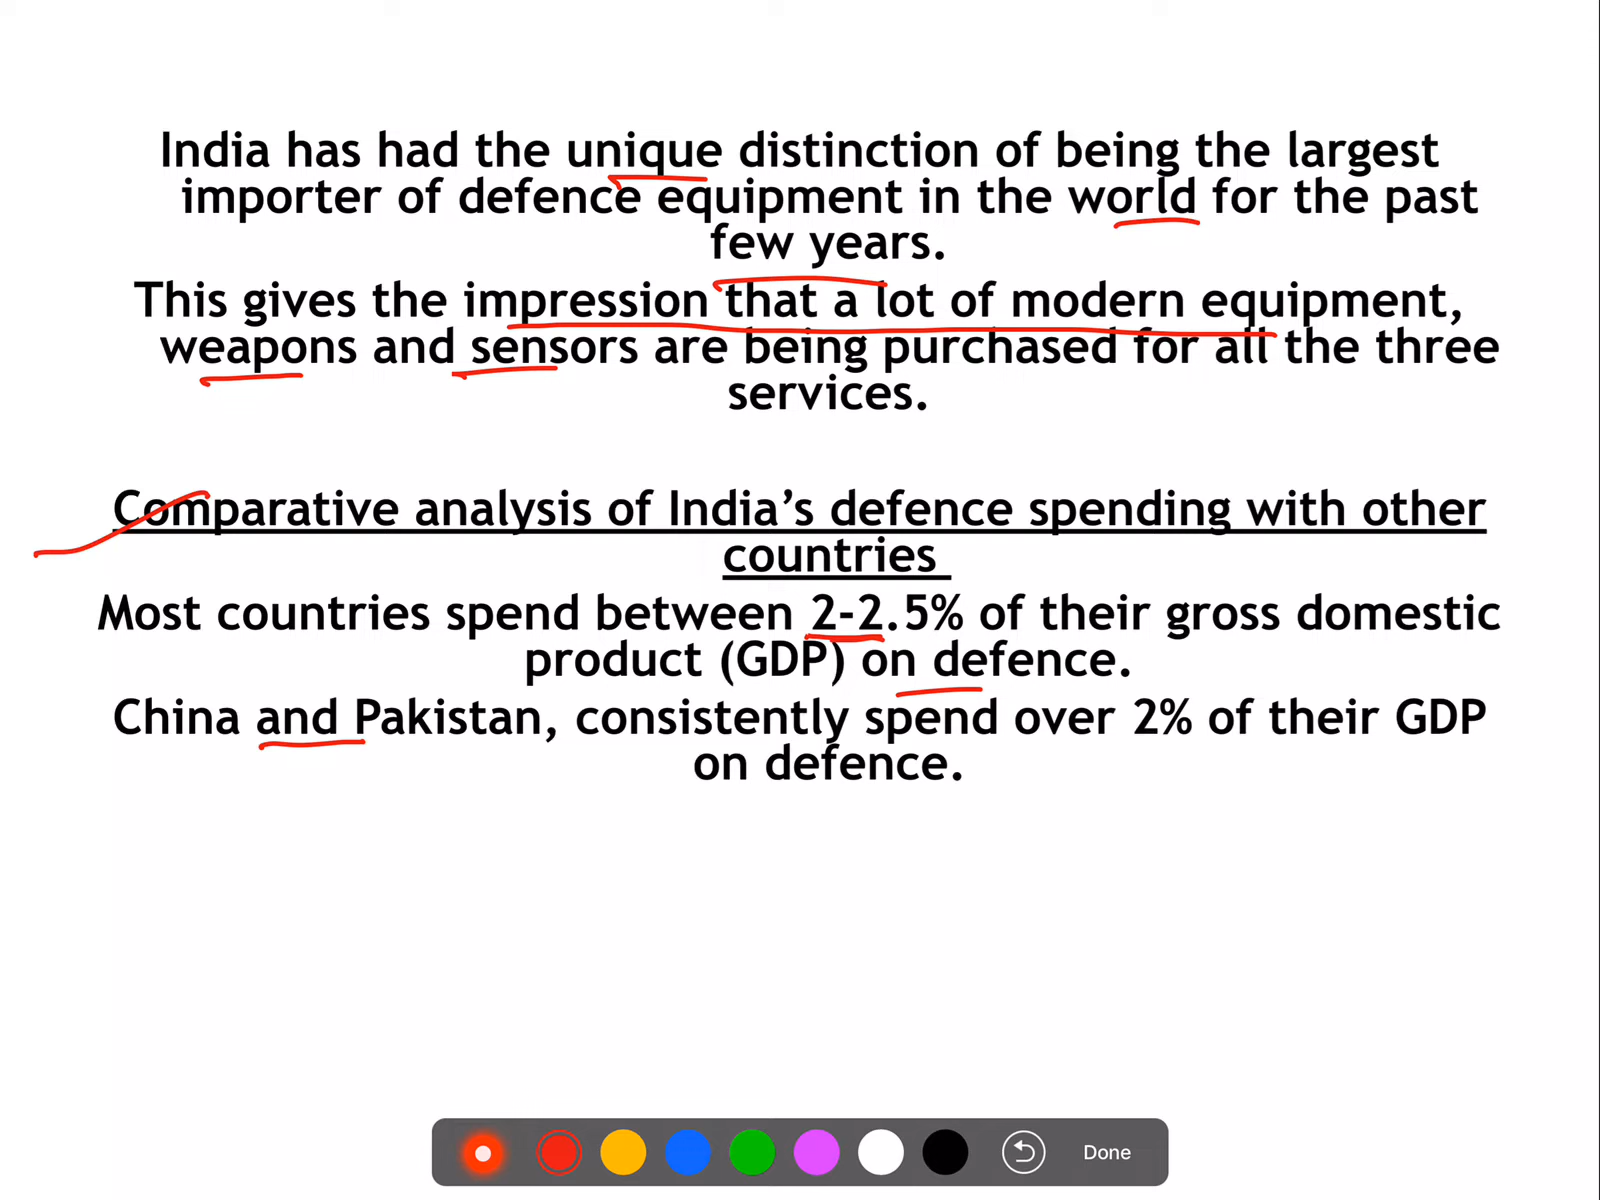 India has had the unique distinction of being the largest
importer of defence equipment in the world for the past
few years.
This gives the impression that a lot of modern equipment,
weapons and sensors are being purchased for all the three
services.
Comparative analysis of India’s defence spending with other
countries
Most countries spend between 2-2.5% of their gross domestic
product (GDP) on defence.
China and Pakistan, consistently spend over 2% of their GDP
on defence.
Done